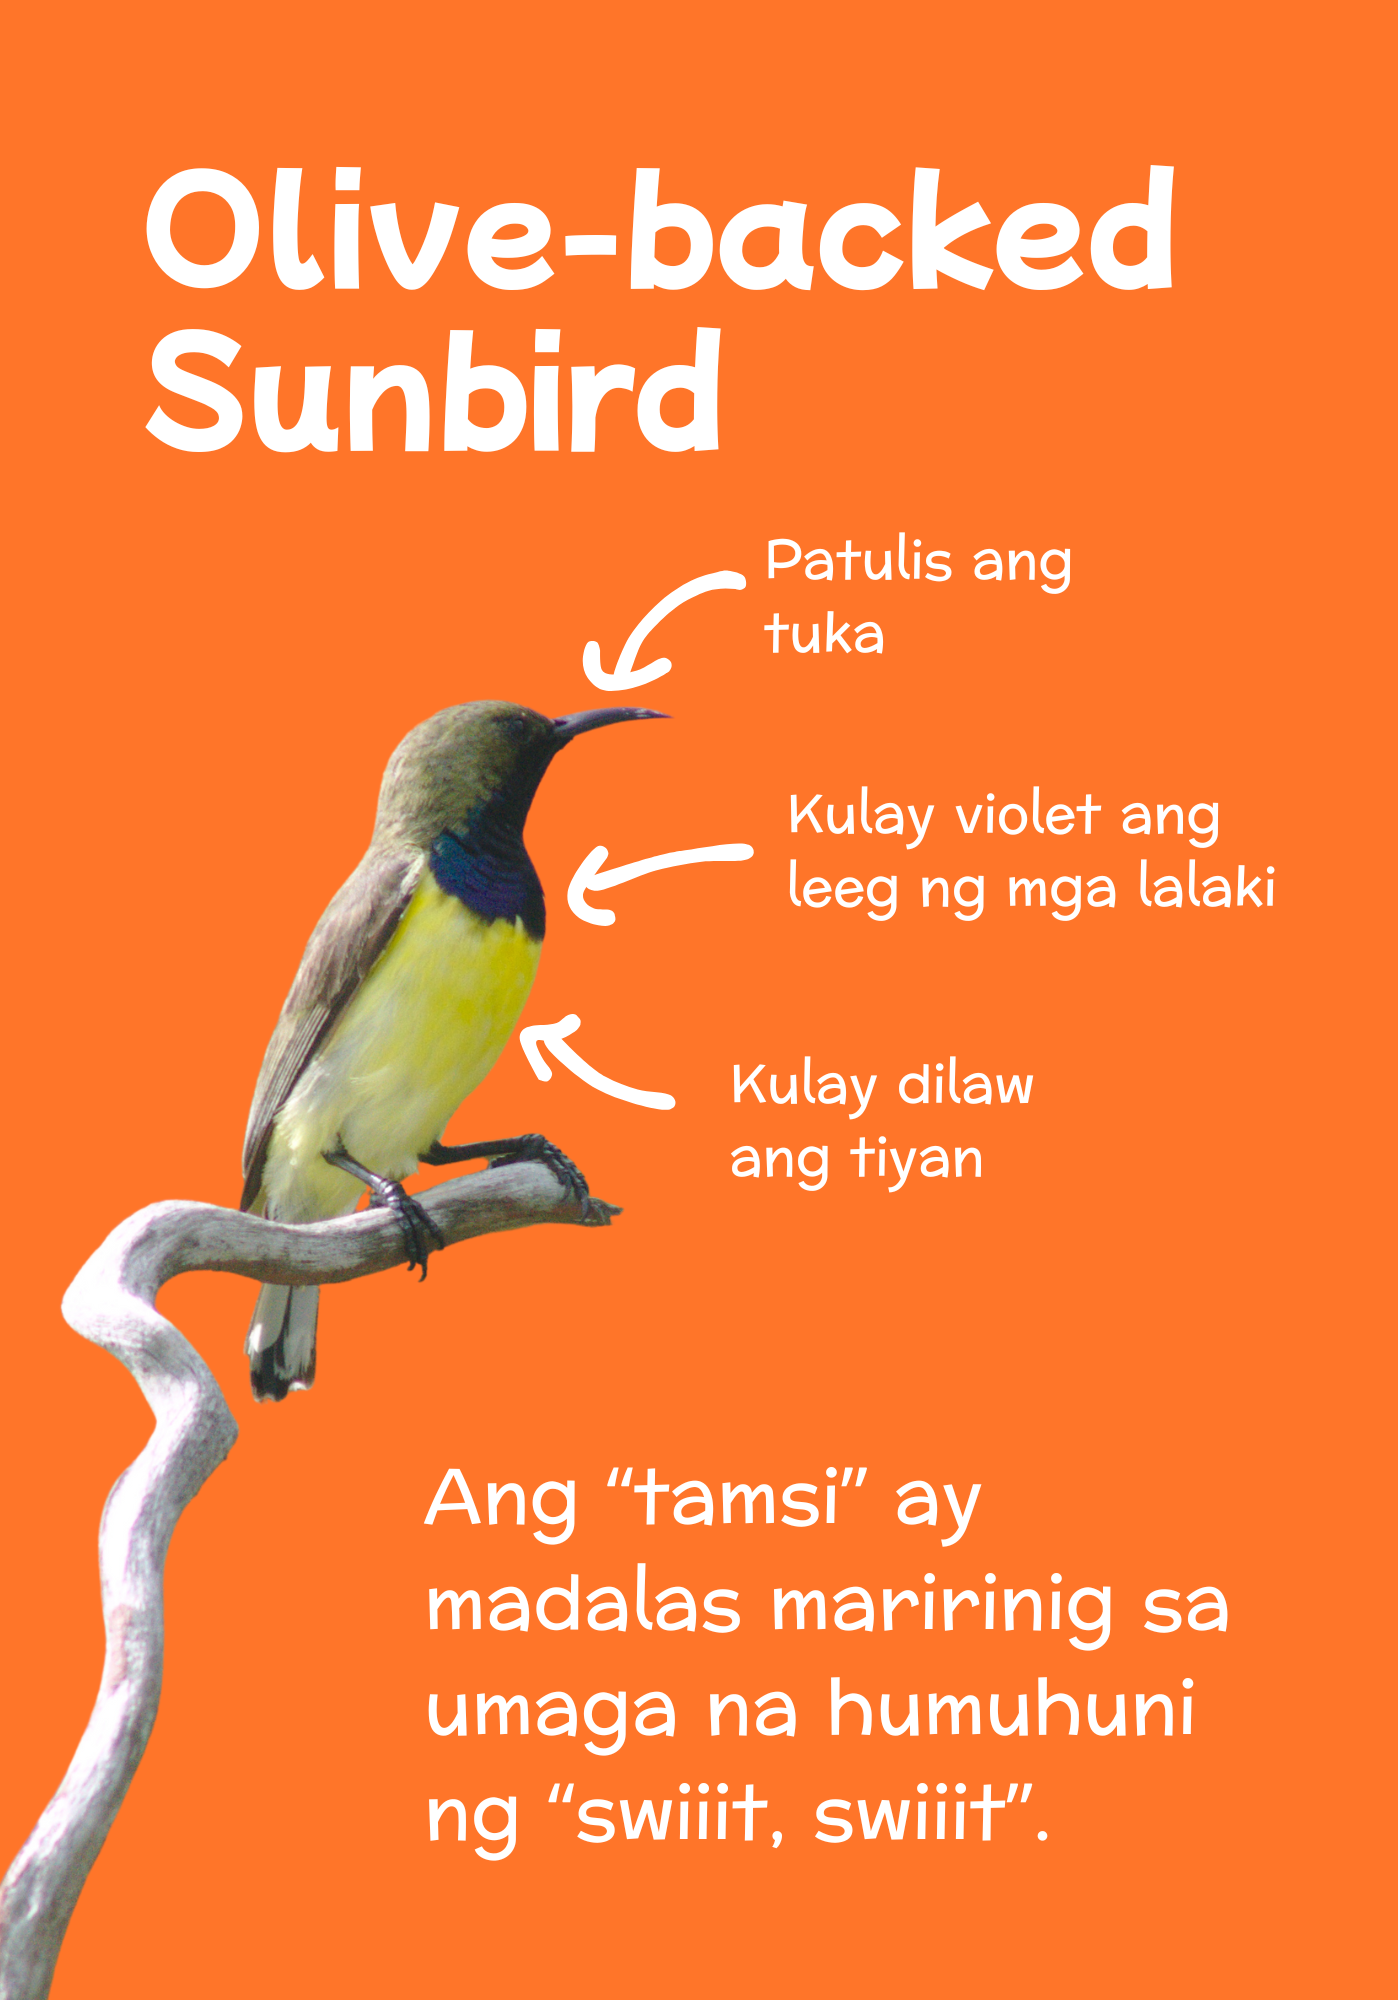 Olive-backed
Sunbird
Patulis ang
tuka
Kulay violet ang
leeg ng mga lalaki
Kulay dilaw
ang tiyan
Ang “tamsi” ay
madalas maririnig sa
umaga na humuhuni
ng “swiiit, swiiit”.